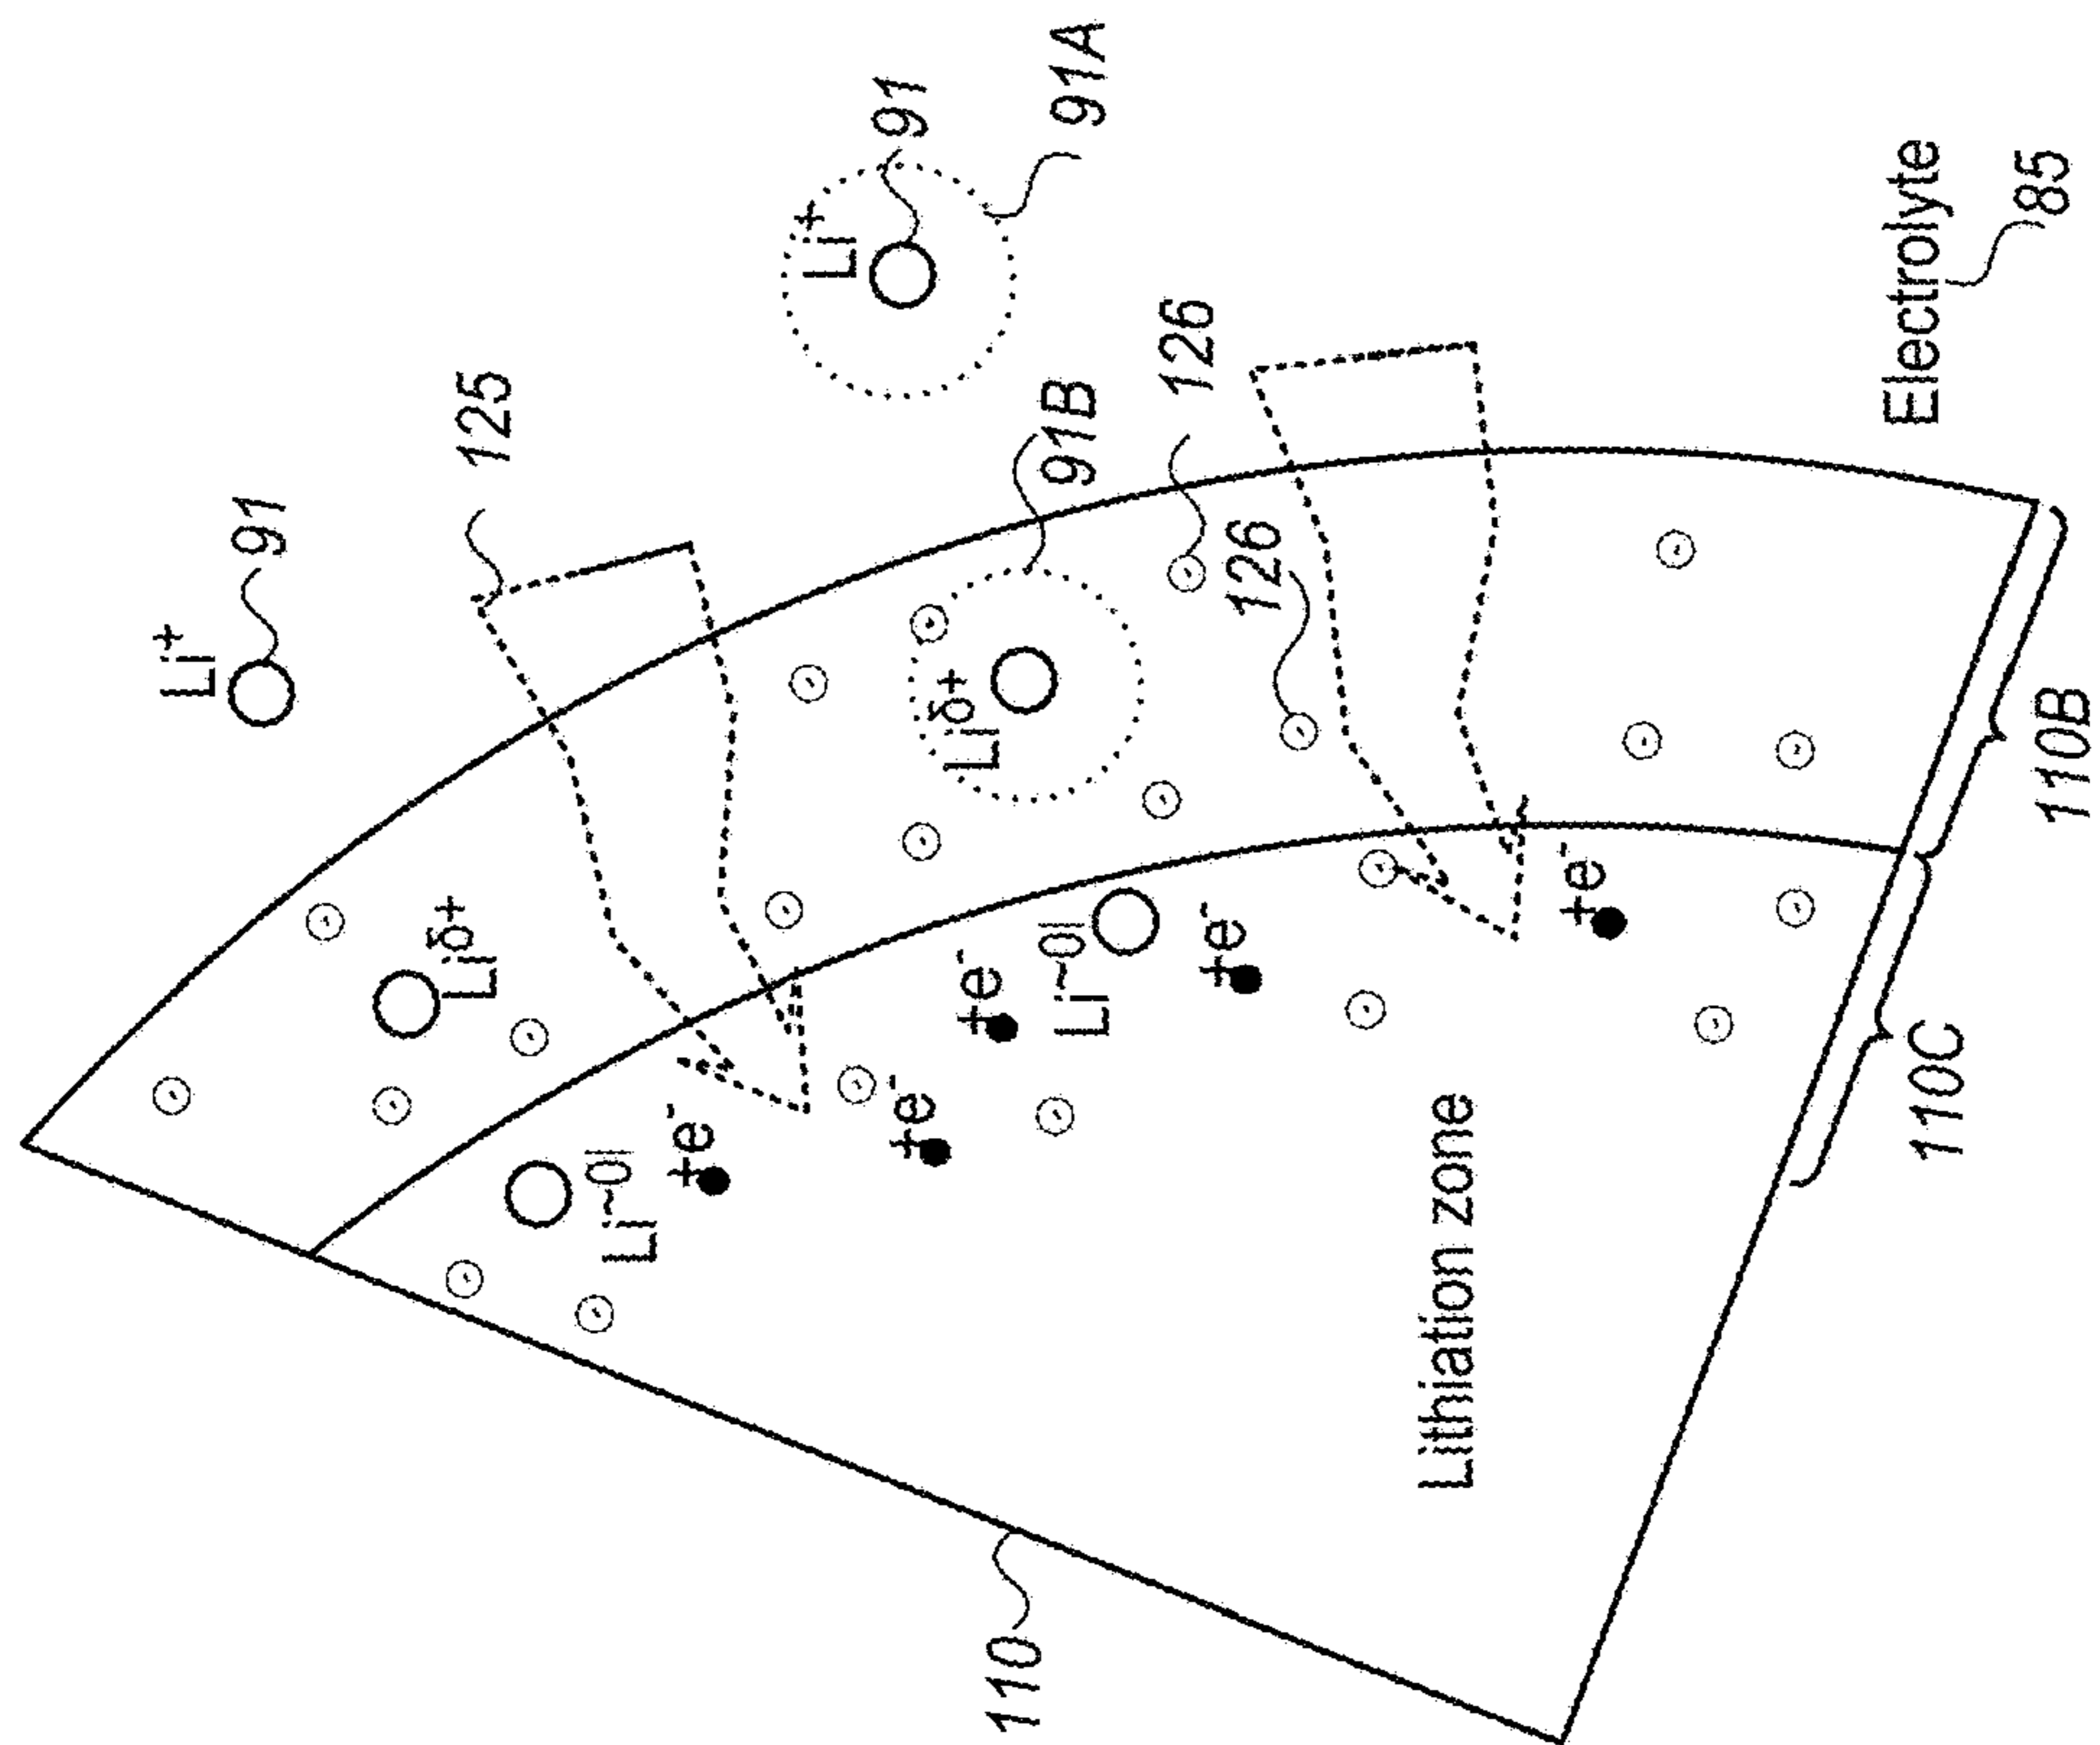 Li⁺
91
Liδ+
125
Li~|0|
+e⁻
Li⁺
91
+e⁻
Liδ+
+e⁻
110
Li~|0|
91B
91A
126
+e⁻
126
Lithiation zone
+e⁻
Electrolyte
110C
85
110B